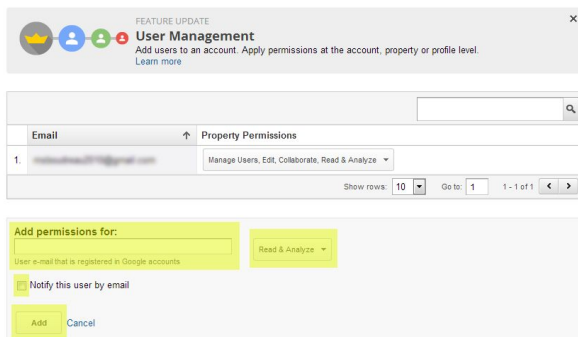 FEATURE UPDATE
User Management
Add users to an account. Apply permissions at the account, property or profile level.
Learn more
Email
Property Permissions
1.
Manage Users, Edit, Collaborate, Read & Analyze
Show rows: 10 Go to: 1 1 - 1 of 1
Add permissions for:
Read & Analyze
User e-mail that is registered in Google accounts
Notify this user by email
Add Cancel